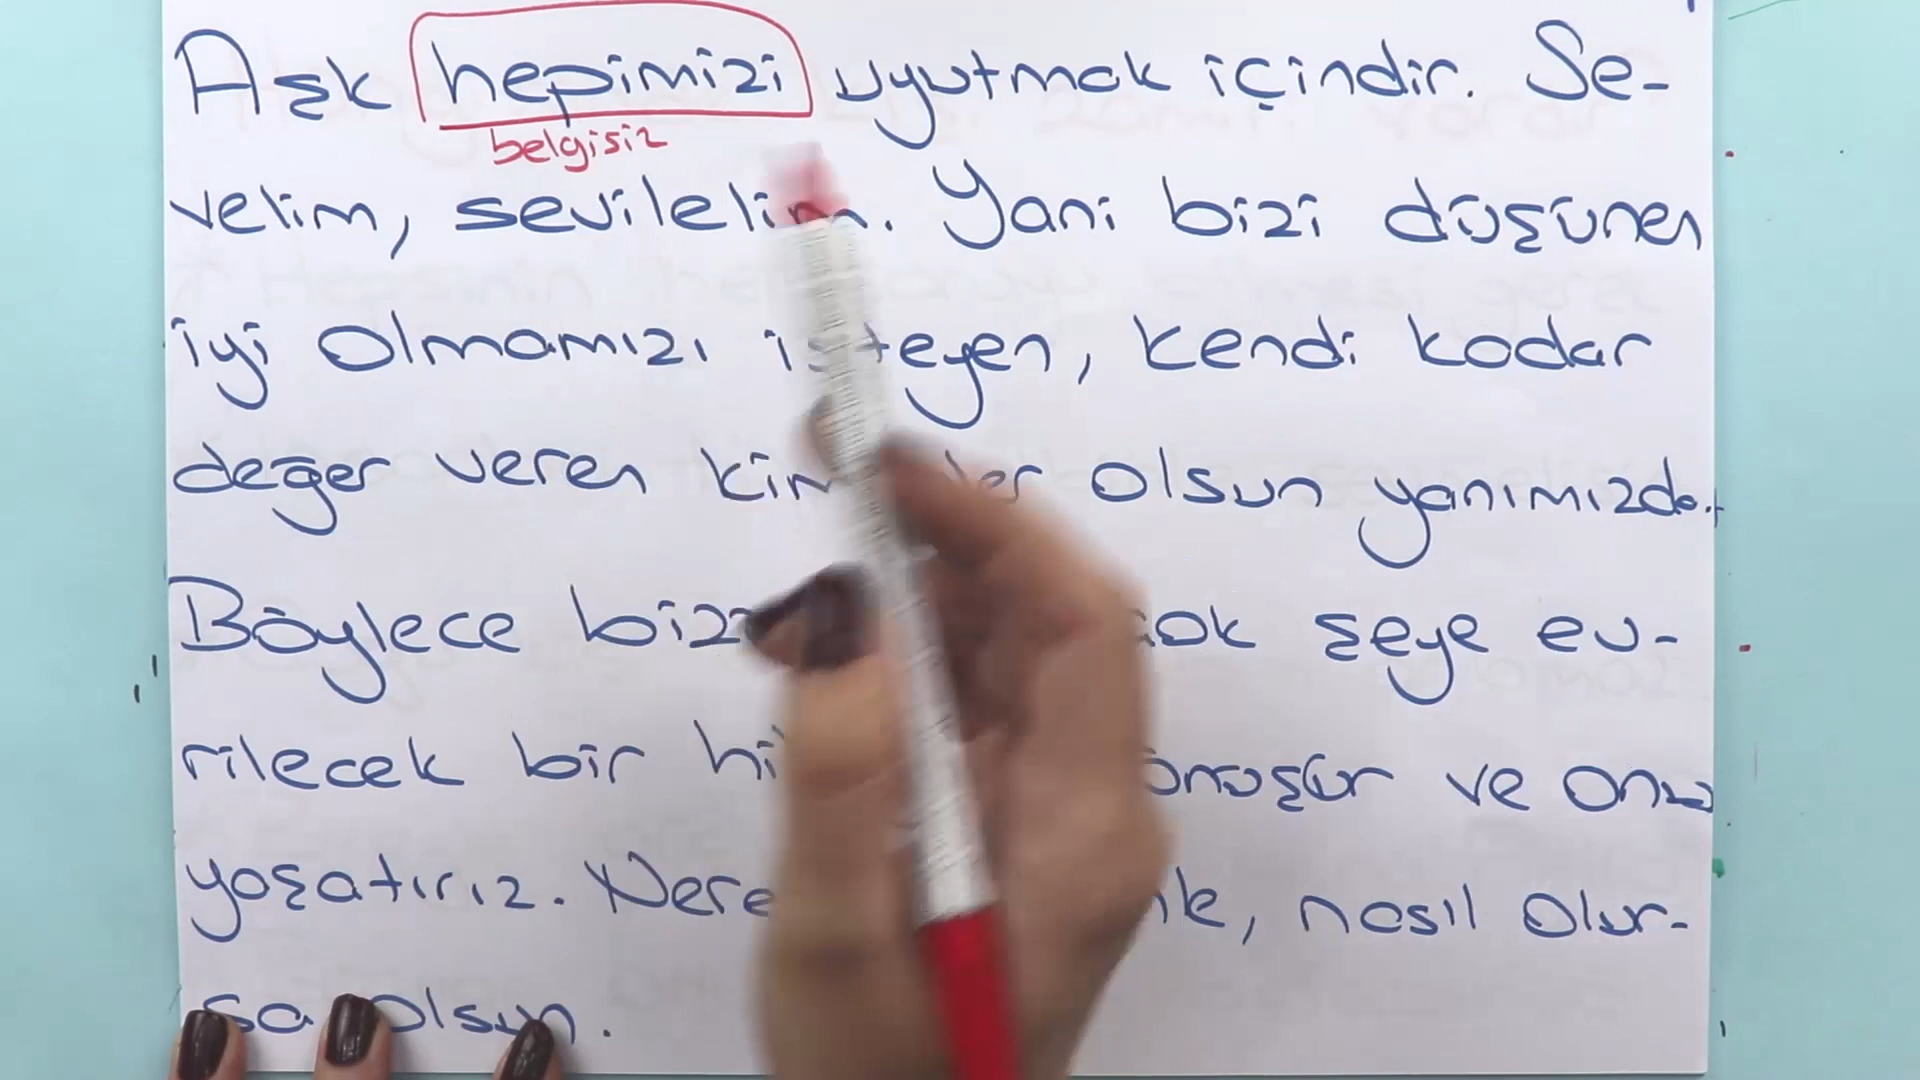 Aşk hepimizi uyutmak içindir. Se-
belgisiz
velim, sevilelim. Yani bizi düşünen
iyi olmamızı isteyen, kendi kadar
değer veren olsun yanımızda.
Böylece şeye ev-
rilecek bir ve onu
yaşatırız. nasıl olur-
sa olsun.